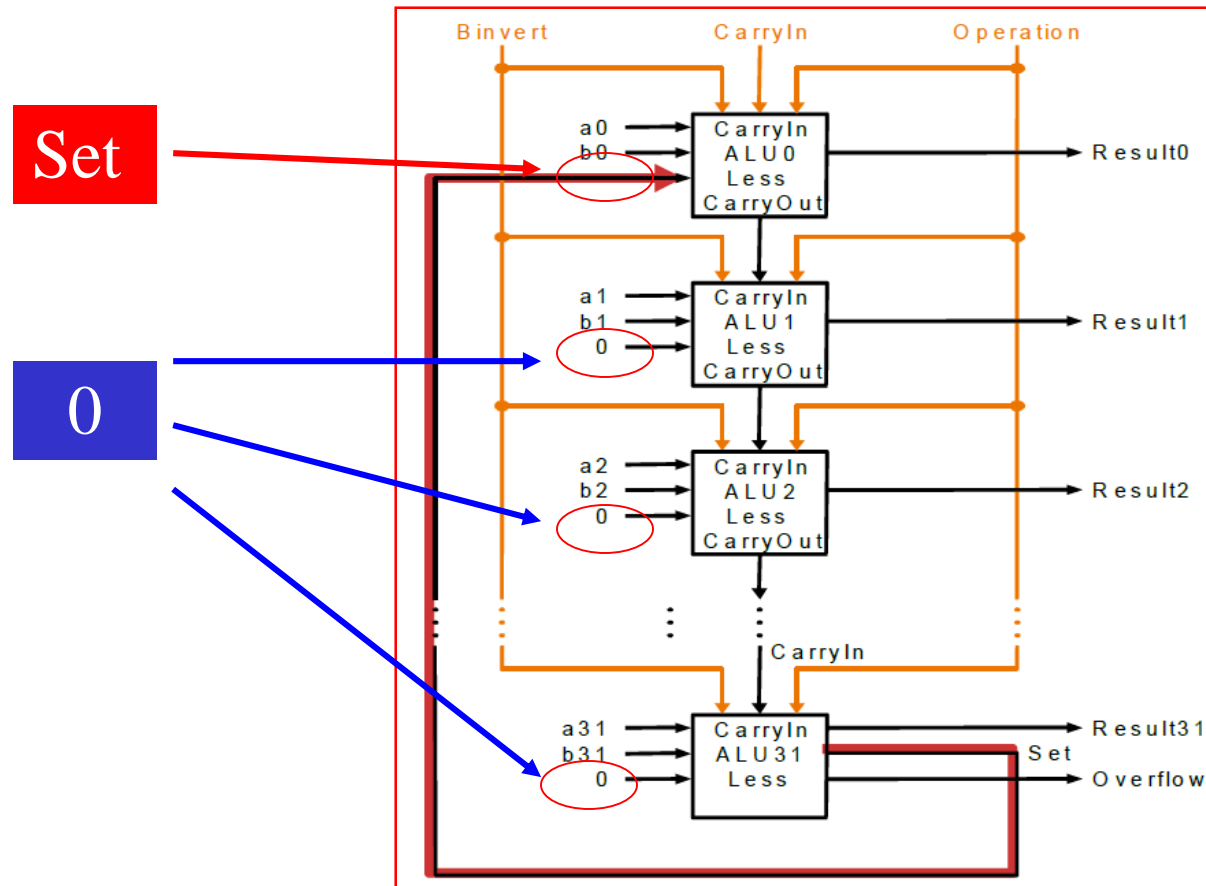 Binvert CarryIn Operation
Set
a0
b0
CarryIn
ALU0
Less
CarryOut
Result0
a1
b1
0
CarryIn
ALU1
Less
CarryOut
Result1
0
a2
b2
0
CarryIn
ALU2
Less
CarryOut
Result2
CarryIn
a31
b31
0
CarryIn
ALU31
Less
Result31
Set
Overflow